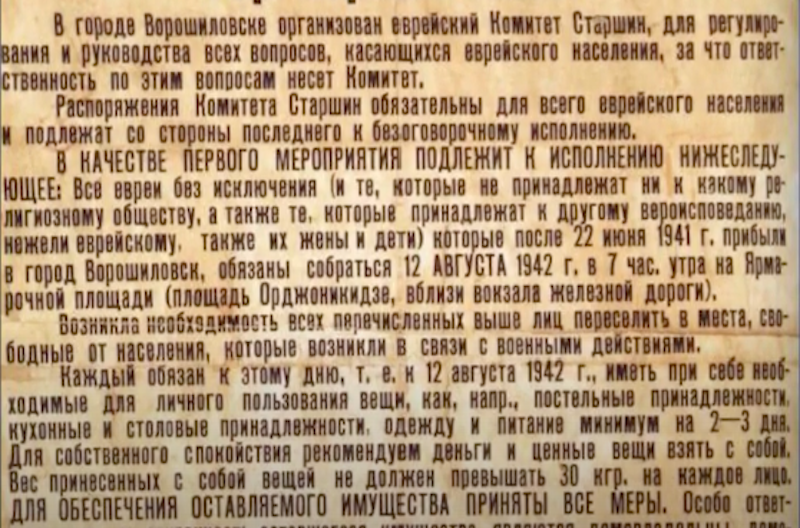 В городе Ворошиловске организован еврейский Комитет Старшин, для регулиро-
вания и руководства всех вопросов, касающихся еврейского населения, за что ответ-
ственность по этим вопросам несет Комитет.
Распоряжения Комитета Старшин обязательны для всего еврейского населения
и подлежат со стороны последнего к безоговорочному исполнению.
В КАЧЕСТВЕ ПЕРВОГО МЕРОПРИЯТИЯ ПОДЛЕЖИТ К ИСПОЛНЕНИЮ НИЖЕСЛЕДУ-
ЮЩЕЕ: Все евреи без исключения (и те, которые не принадлежат ни к какому ре-
лигиозному обществу, а также те, которые принадлежат к другому вероисповеданию,
нежели еврейскому, также их жены и дети) которые после 22 июня 1941 г. прибыли
в город Ворошиловск, обязаны собраться 12 АВГУСТА 1942 г. в 7 час. утра на Ярма-
рочной площади (площадь Орджоникидзе, вблизи вокзала железной дороги).
Возникла необходимость всех перечисленных выше лиц переселить в места, сво-
бодные от населения, которые возникли в связи с военными действиями.
Каждый обязан к этому дню, т. е. к 12 августа 1942 г., иметь при себе необ-
ходимые для личного пользования вещи, как, напр., постельные принадлежности,
кухонные и столовые принадлежности, одежду и питание минимум на 2—3 дня.
Для собственного спокойствия рекомендуем деньги и ценные вещи взять с собой.
Вес принесенных с собой вещей не должен превышать 30 кгр. на каждое лицо.
ДЛЯ ОБЕСПЕЧЕНИЯ ОСТАВЛЯЕМОГО ИМУЩЕСТВА ПРИНЯТЫ ВСЕ МЕРЫ. Особо ответ-